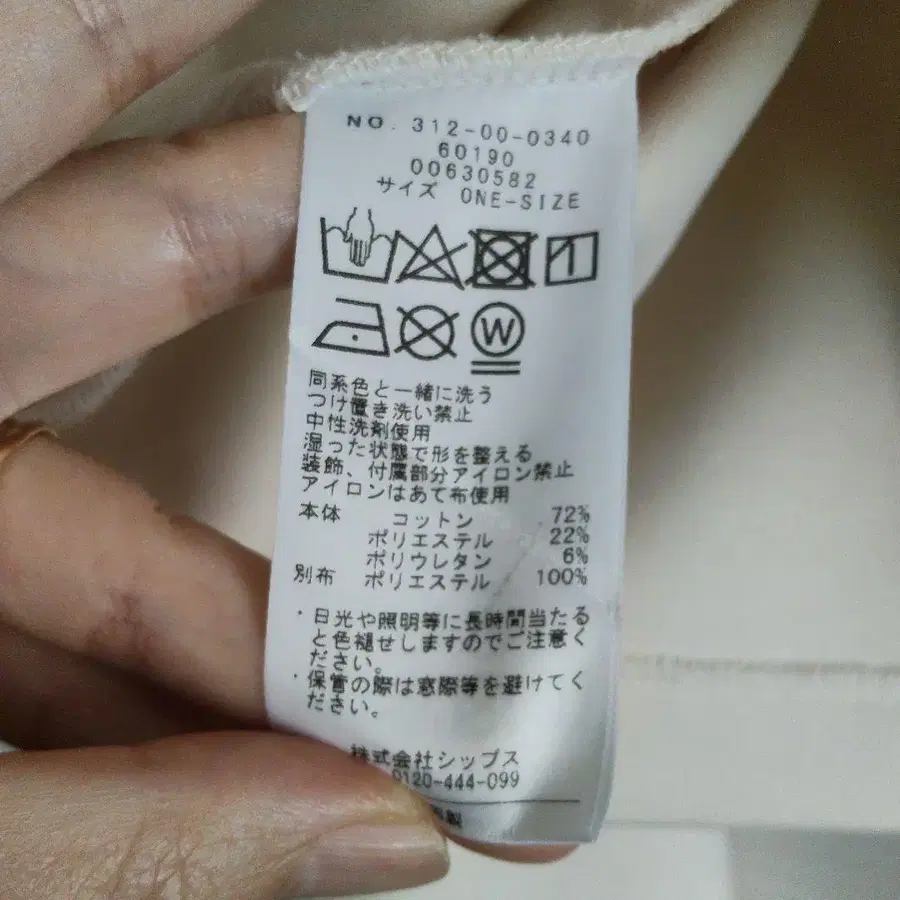 NO. 312-00-0340
60190
00630582
サイズ ONE-SIZE
W
同系色と一緒に洗う
つけ置き洗い禁止
中性洗剤使用
湿った状態で形を整える
装飾、付属部分アイロン禁止
アイロンはあて布使用
本体 コットン 72%
ポリエステル 22%
ポリウレタン 6%
別布 ポリエステル 100%
・日光や照明等に長時間当たる
と色褪せしますのでご注意く
ださい。
・保管の際は窓際等を避けてく
ださい。
株式会社シップス
0120-444-099
製